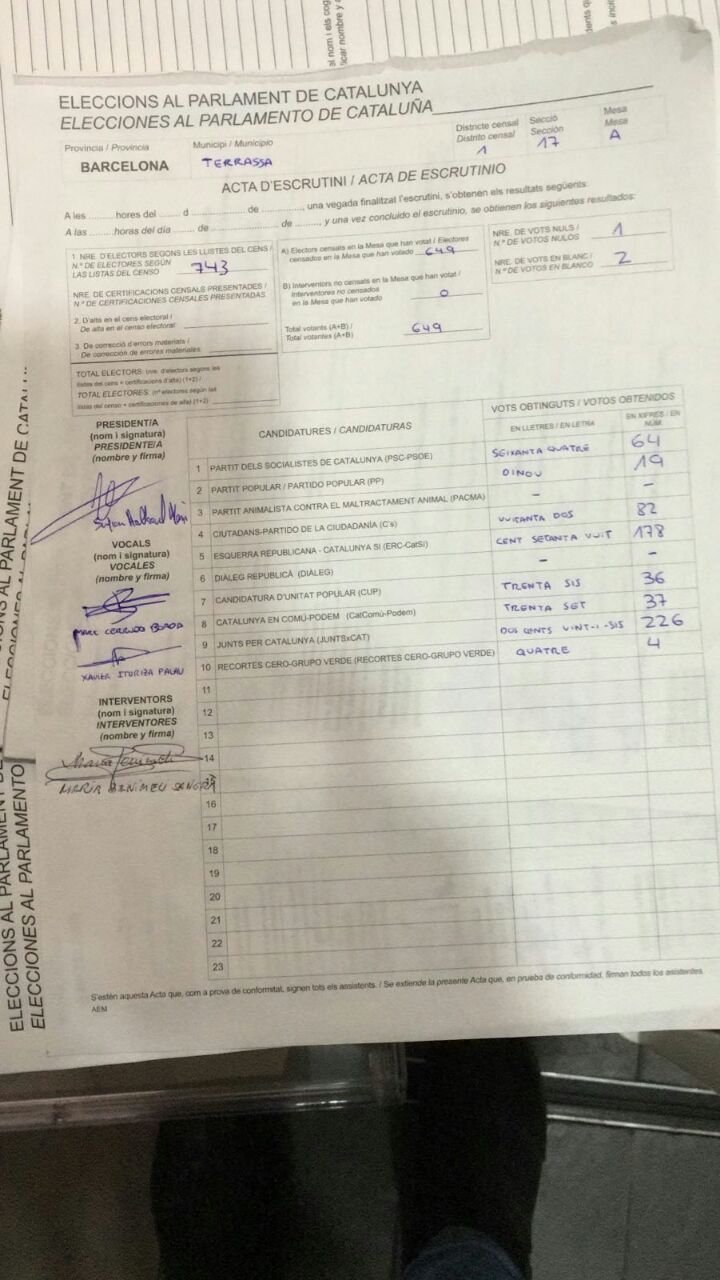 ELECCIONS AL PARLAMENT DE CATALUNYA
ELECCIONES AL PARLAMENTO DE CATALUÑA
Provincia / Provincia
BARCELONA
Municipi / Municipio
TERRASSA
Districte censal
Distrito censal
1
Secció
Sección
17
Mesa
Mesa
A
ACTA D'ESCRUTINI / ACTA DE ESCRUTINIO
A les .........hores del ...... d .................. de .............., una vegada finalitzat l'escrutini, s'obtenen els resultats següents:
A las .........horas del día ...... de .................. de ........, y una vez concluido el escrutinio, se obtienen los siguientes resultados:
1 NRE. D'ELECTORS SEGONS LES LLISTES DEL CENS /
N.º DE ELECTORES SEGÚN
LAS LISTAS DEL CENSO
743
NRE. DE CERTIFICACIONS CENSALS PRESENTADES /
N.º DE CERTIFICACIONES CENSALES PRESENTADAS
2. D'alta en el cens electoral /
De alta en el censo electoral:
3. De correcció d'errors materials /
De corrección de errores materiales:
TOTAL ELECTORS: (nre. d'electors segons les
llistes del cens + certificacions d'alta) (1+2) /
TOTAL ELECTORES: (nº electores según las
listas del censo + certificaciones de alta) (1+2)
A) Electors censats en la Mesa que han votat / Electores
censados en la Mesa que han votado 649
B) Interventors no censats en la Mesa que han votat /
Interventores no censados
en la Mesa que han votado 0
Total votants (A+B) /
Total votantes (A+B) 649
NRE. DE VOTS NULS /
N.º DE VOTOS NULOS 1
NRE. DE VOTS EN BLANC /
N.º DE VOTOS EN BLANCO 2
PRESIDENT/A
(nom i signatura)
PRESIDENTE/A
(nombre y firma)
VOCALS
(nom i signatura)
VOCALES
(nombre y firma)
MARC CERCUDO
XAVIER ITURIZA PALAU
INTERVENTORS
(nom i signatura)
INTERVENTORES
(nombre y firma)
MARIA
CANDIDATURES / CANDIDATURAS
VOTS OBTINGUTS / VOTOS OBTENIDOS
EN LLETRES / EN LETRA
EN XIFRES / EN NÚM.
1 PARTIT DELS SOCIALISTES DE CATALUNYA (PSC-PSOE) SEIXANTA QUATRE 64
2 PARTIT POPULAR / PARTIDO POPULAR (PP) DINOU 19
3 PARTIT ANIMALISTA CONTRA EL MALTRACTAMENT ANIMAL (PACMA) - -
4 CIUTADANS-PARTIDO DE LA CIUDADANÍA (C's) VUITANTA DOS 82
5 ESQUERRA REPUBLICANA - CATALUNYA SÍ (ERC-CatSí) CENT SETANTA VUIT 178
6 DIÀLEG REPUBLICÀ (DIÀLEG) - -
7 CANDIDATURA D'UNITAT POPULAR (CUP) TRENTA SIS 36
8 CATALUNYA EN COMÚ-PODEM (CatComú-Podem) TRENTA SET 37
9 JUNTS PER CATALUNYA (JUNTSxCAT) DOS CENTS VINT-I-SIS 226
10 RECORTES CERO-GRUPO VERDE (RECORTES CERO-GRUPO VERDE) QUATRE 4
11
12
13
14
15
16
17
18
19
20
21
22
23
S'estén aquesta Acta que, com a prova de conformitat, signen tots els assistents. / Se extiende la presente Acta que, en prueba de conformidad, firman todos los asistentes.
AEM
ELECCIONS AL PARLAMENT DE
ELECCIONES AL PARLAMENTO